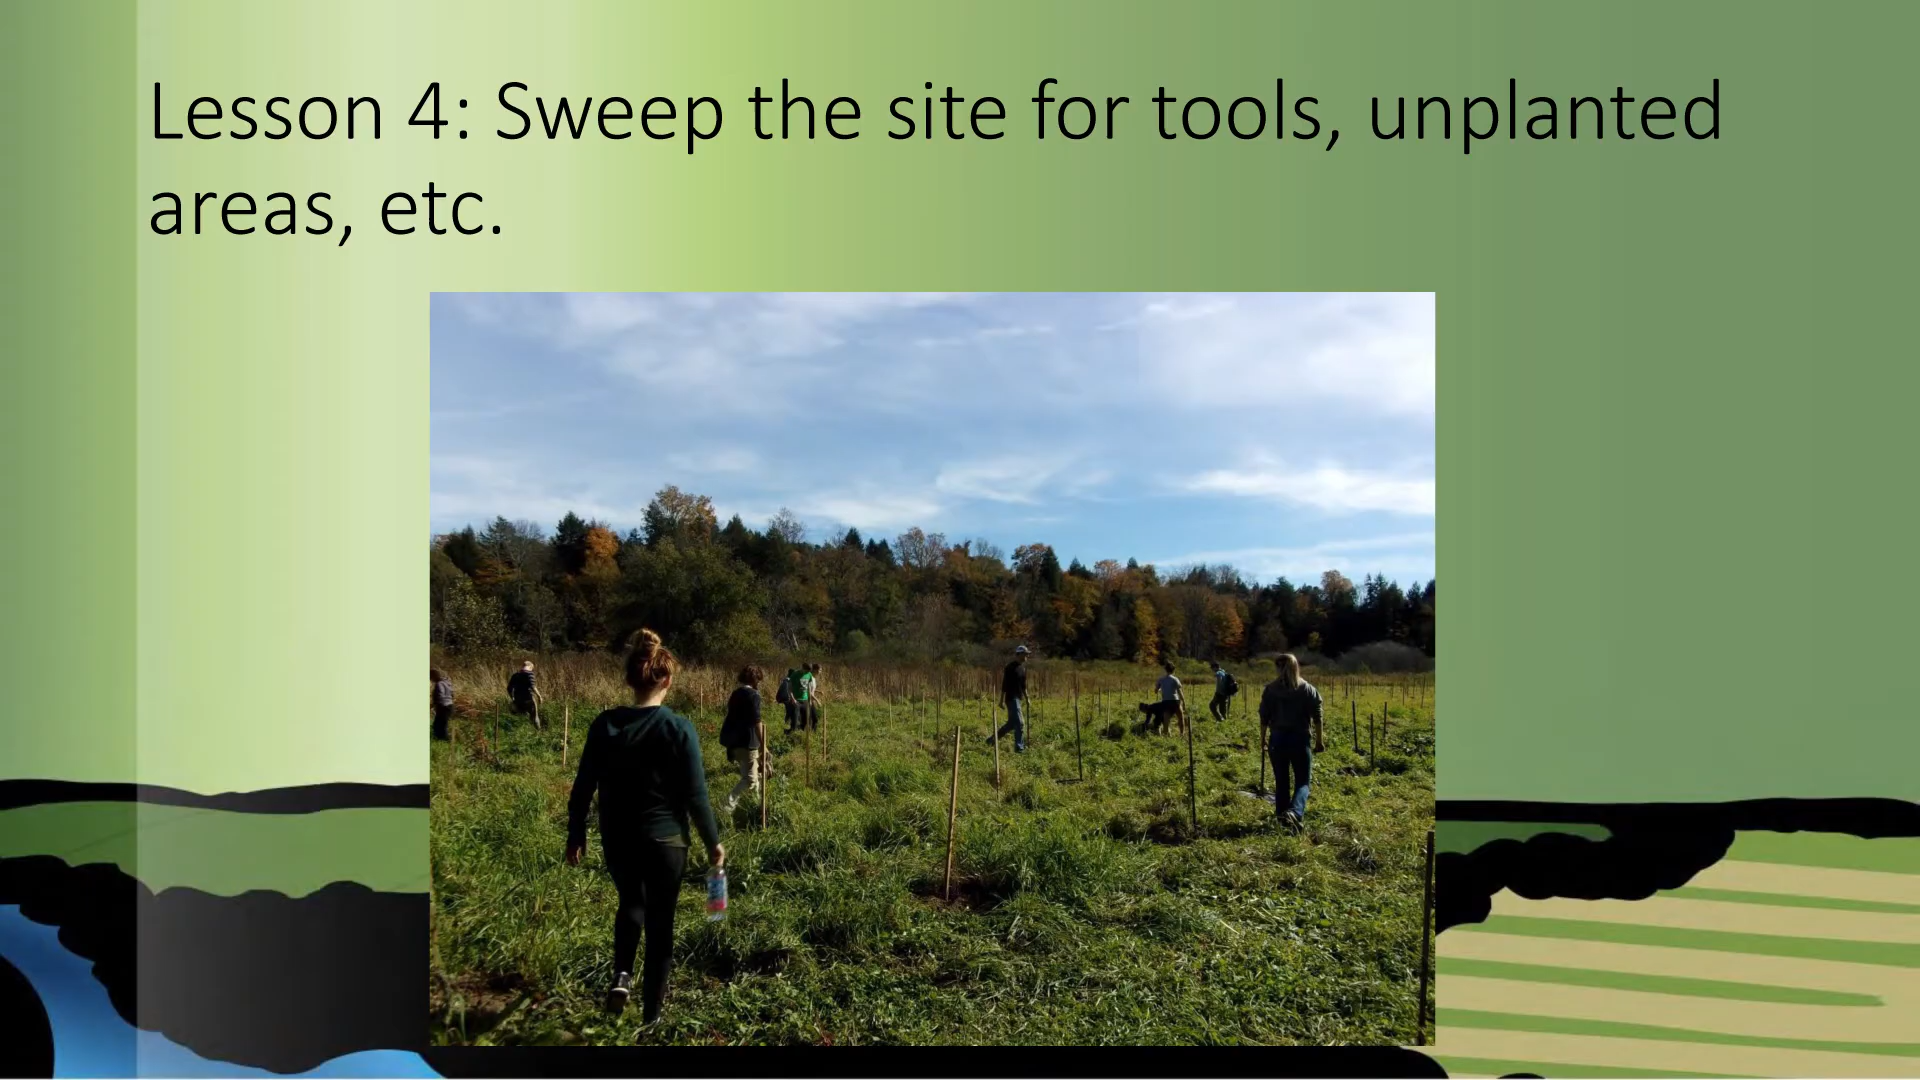 Lesson 4: Sweep the site for tools, unplanted
areas, etc.